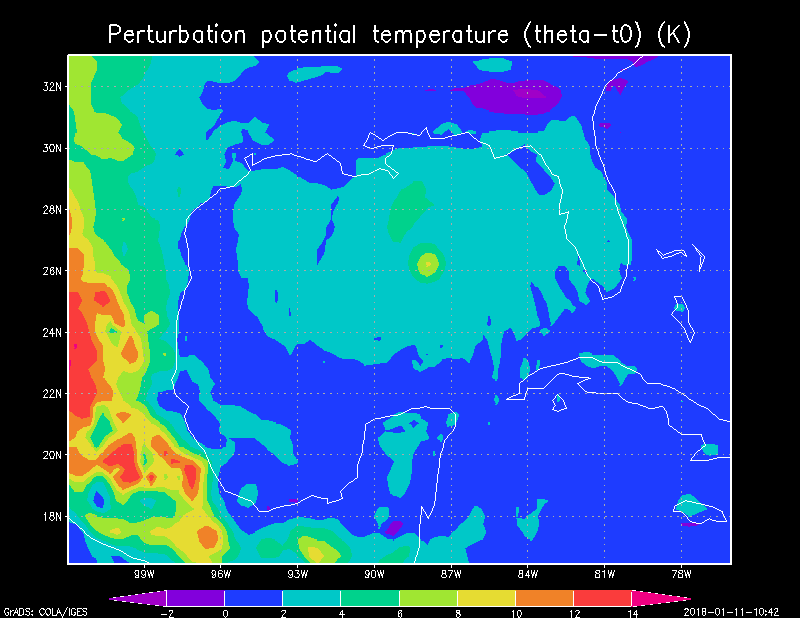 Perturbation potential temperature (theta−t0) (K)
32N
30N
28N
26N
24N
22N
20N
18N
99W 96W 93W 90W 87W 84W 81W 78W
−2 0 2 4 6 8 10 12 14
GrADS: COLA/IGES 2018−01−11−10:42